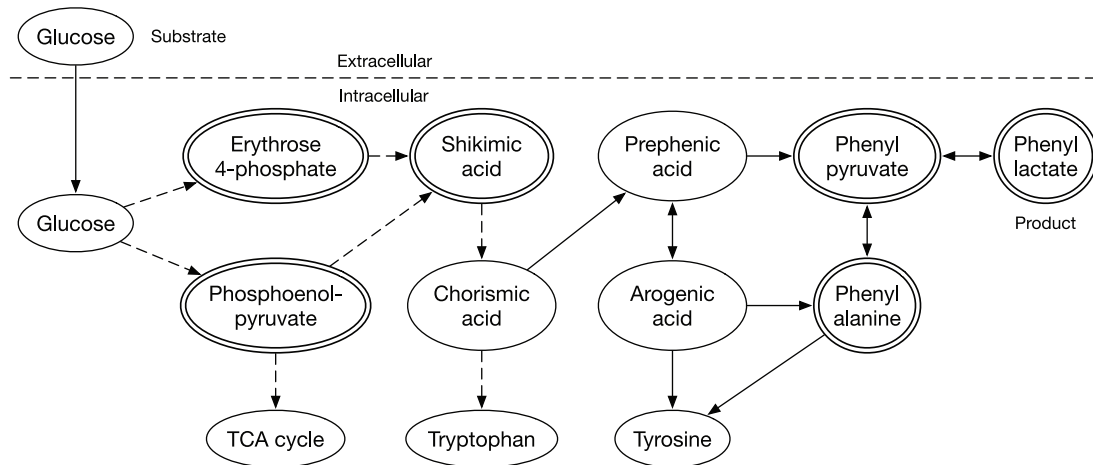 Glucose
Substrate
Extracellular
Intracellular
Erythrose
4-phosphate
Shikimic
acid
Prephenic
acid
Phenyl
pyruvate
Phenyl
lactate
Glucose
Product
Phosphoenol-
pyruvate
Chorismic
acid
Arogenic
acid
Phenyl
alanine
TCA cycle
Tryptophan
Tyrosine